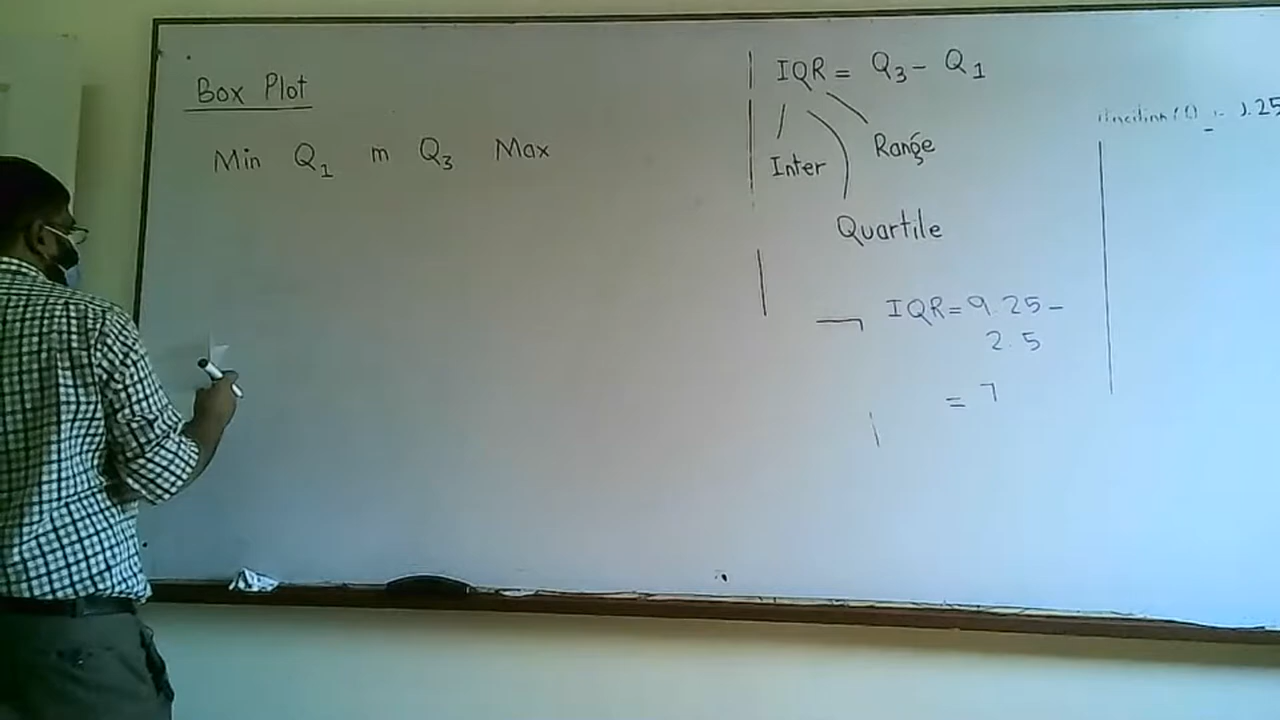 Box Plot
Min Q1 m Q3 Max
IQR = Q3 - Q1
Inter
Range
Quartile
IQR = 9.25 -
2.5
= 7